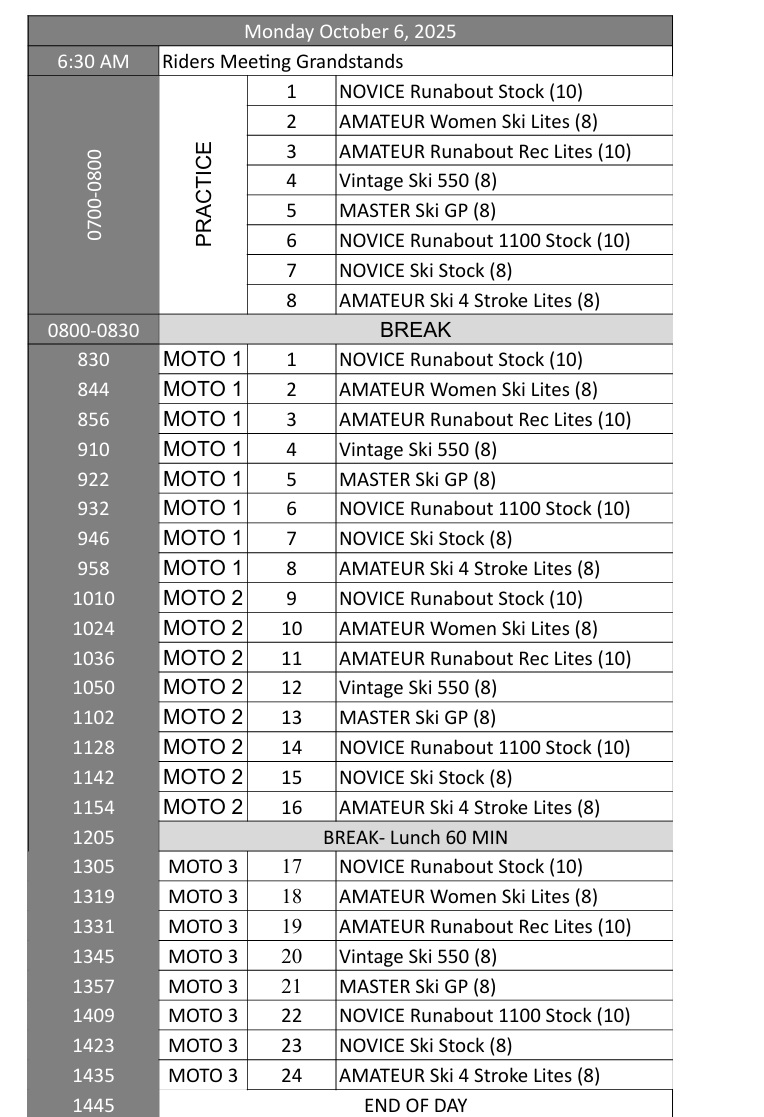 Monday October 6, 2025
6:30 AM Riders Meeting Grandstands
0700-0800 PRACTICE
1 NOVICE Runabout Stock (10)
2 AMATEUR Women Ski Lites (8)
3 AMATEUR Runabout Rec Lites (10)
4 Vintage Ski 550 (8)
5 MASTER Ski GP (8)
6 NOVICE Runabout 1100 Stock (10)
7 NOVICE Ski Stock (8)
8 AMATEUR Ski 4 Stroke Lites (8)
0800-0830 BREAK
830 MOTO 1 1 NOVICE Runabout Stock (10)
844 MOTO 1 2 AMATEUR Women Ski Lites (8)
856 MOTO 1 3 AMATEUR Runabout Rec Lites (10)
910 MOTO 1 4 Vintage Ski 550 (8)
922 MOTO 1 5 MASTER Ski GP (8)
932 MOTO 1 6 NOVICE Runabout 1100 Stock (10)
946 MOTO 1 7 NOVICE Ski Stock (8)
958 MOTO 1 8 AMATEUR Ski 4 Stroke Lites (8)
1010 MOTO 2 9 NOVICE Runabout Stock (10)
1024 MOTO 2 10 AMATEUR Women Ski Lites (8)
1036 MOTO 2 11 AMATEUR Runabout Rec Lites (10)
1050 MOTO 2 12 Vintage Ski 550 (8)
1102 MOTO 2 13 MASTER Ski GP (8)
1128 MOTO 2 14 NOVICE Runabout 1100 Stock (10)
1142 MOTO 2 15 NOVICE Ski Stock (8)
1154 MOTO 2 16 AMATEUR Ski 4 Stroke Lites (8)
1205 BREAK- Lunch 60 MIN
1305 MOTO 3 17 NOVICE Runabout Stock (10)
1319 MOTO 3 18 AMATEUR Women Ski Lites (8)
1331 MOTO 3 19 AMATEUR Runabout Rec Lites (10)
1345 MOTO 3 20 Vintage Ski 550 (8)
1357 MOTO 3 21 MASTER Ski GP (8)
1409 MOTO 3 22 NOVICE Runabout 1100 Stock (10)
1423 MOTO 3 23 NOVICE Ski Stock (8)
1435 MOTO 3 24 AMATEUR Ski 4 Stroke Lites (8)
1445 END OF DAY